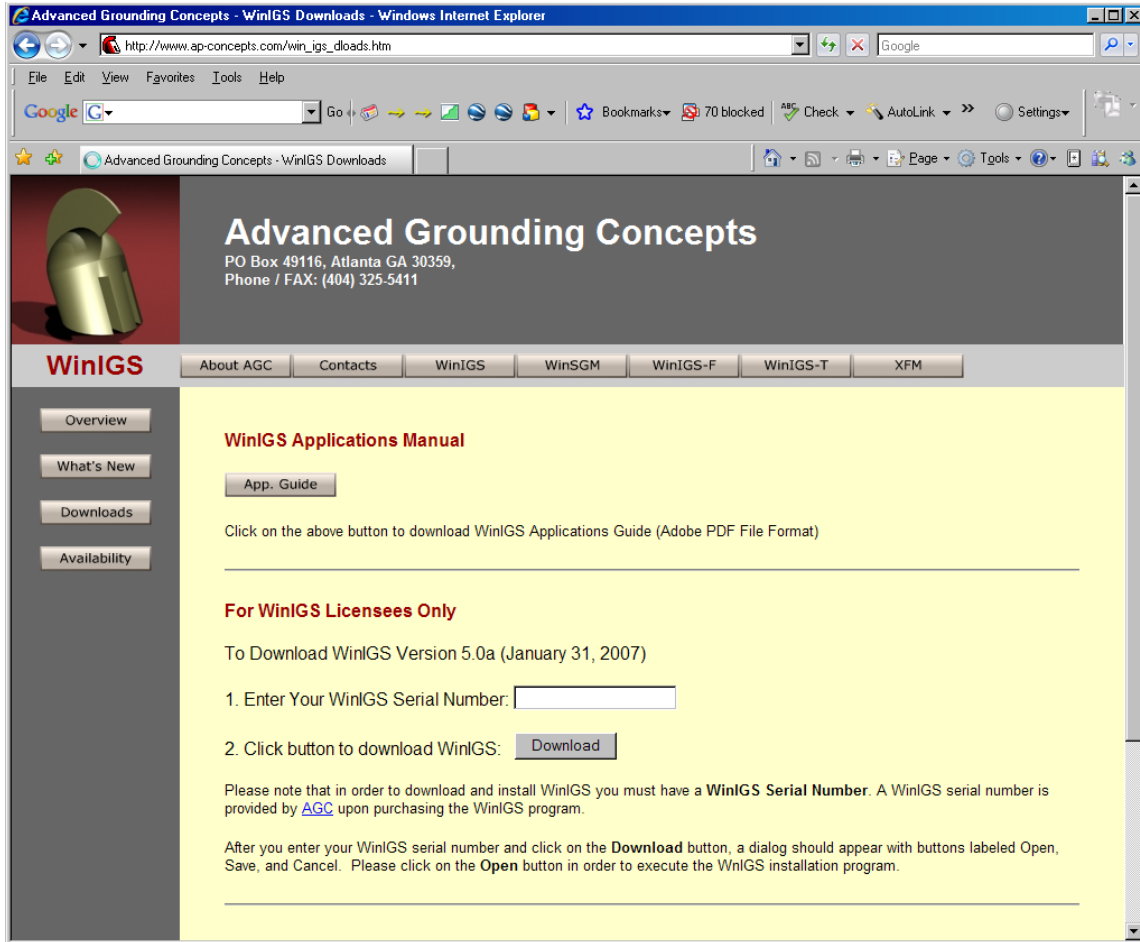 Advanced Grounding Concepts - WinIGS Downloads - Windows Internet Explorer
http://www.ap-concepts.com/win_igs_dloads.htm
Google
File Edit View Favorites Tools Help
Google G
Go
Bookmarks
70 blocked
ABC
Check
AutoLink
Settings
Advanced Grounding Concepts - WinIGS Downloads
Page
Tools
Advanced Grounding Concepts
PO Box 49116, Atlanta GA 30359,
Phone / FAX: (404) 325-5411
WinIGS
About AGC
Contacts
WinIGS
WinSGM
WinIGS-F
WinIGS-T
XFM
Overview
What's New
Downloads
Availability
WinIGS Applications Manual
App. Guide
Click on the above button to download WinIGS Applications Guide (Adobe PDF File Format)
For WinIGS Licensees Only
To Download WinIGS Version 5.0a (January 31, 2007)
1. Enter Your WinIGS Serial Number:
2. Click button to download WinIGS: Download
Please note that in order to download and install WinIGS you must have a WinIGS Serial Number. A WinIGS serial number is
provided by AGC upon purchasing the WinIGS program.
After you enter your WinIGS serial number and click on the Download button, a dialog should appear with buttons labeled Open,
Save, and Cancel. Please click on the Open button in order to execute the WnIGS installation program.